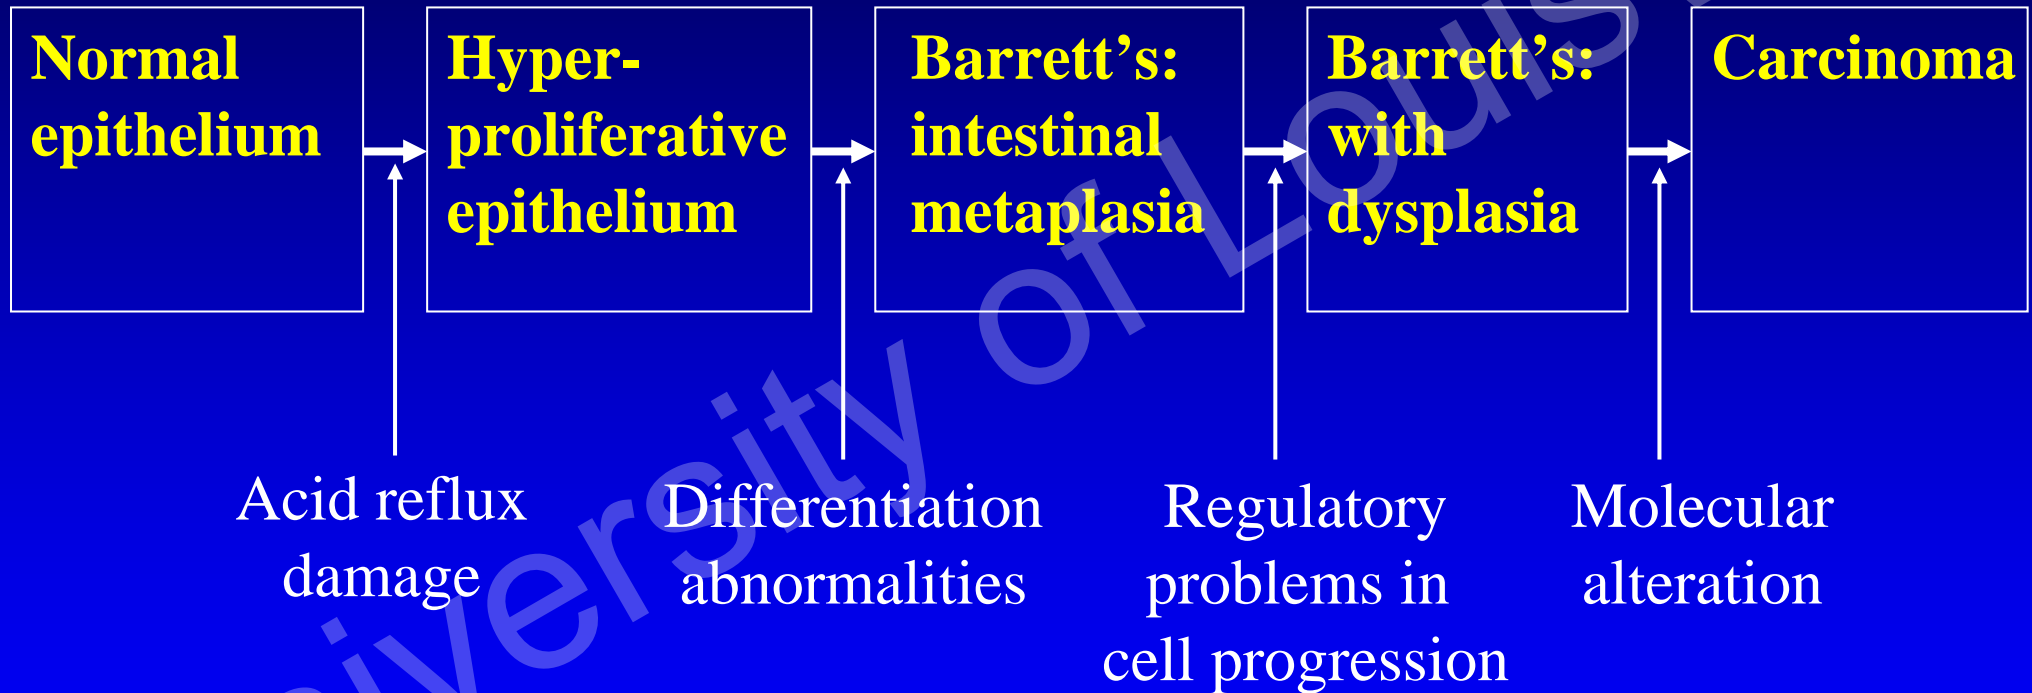 Normal
epithelium
Hyper-
proliferative
epithelium
Barrett’s:
intestinal
metaplasia
Barrett’s:
with
dysplasia
Carcinoma
Acid reflux
damage
Differentiation
abnormalities
Regulatory
problems in
cell progression
Molecular
alteration
of